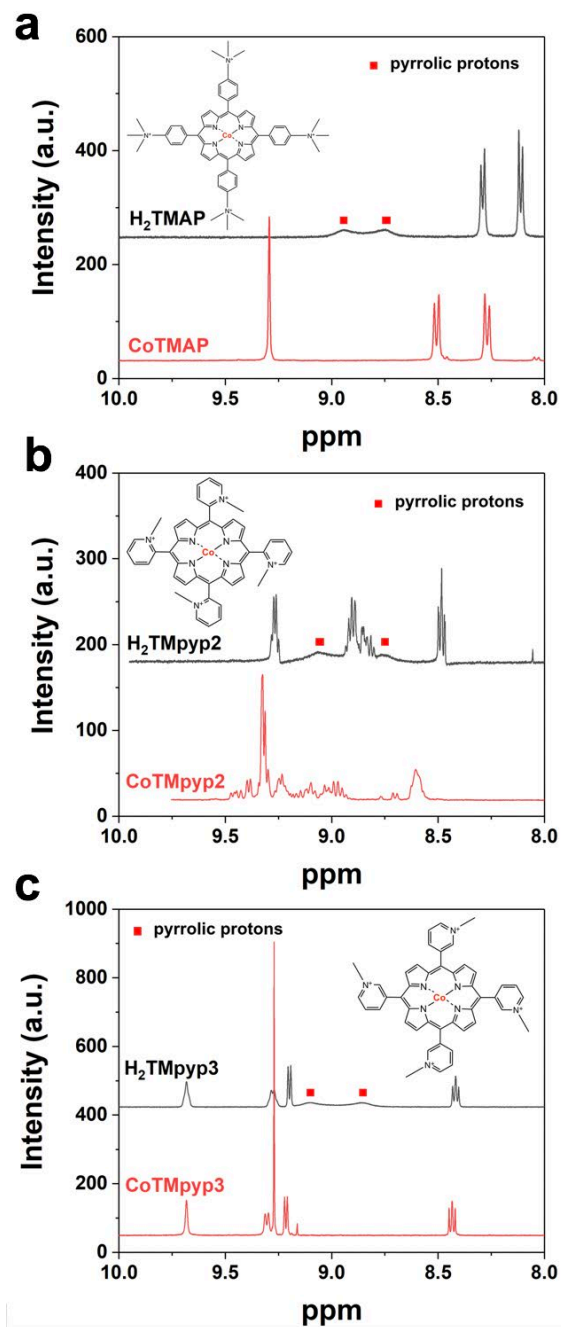 a
600
400
200
0
Intensity (a.u.)
pyrrolic protons
N⁺
N⁺
N⁺
N⁺
N
N
N
N
Co
H₂TMAP
CoTMAP
10.0 9.5 9.0 8.5 8.0
ppm
b
400
300
200
100
0
Intensity (a.u.)
pyrrolic protons
N⁺
N⁺
N⁺
N⁺
N
N
N
N
Co
H₂TMpyp2
CoTMpyp2
10.0 9.5 9.0 8.5 8.0
ppm
c
1000
800
600
400
200
0
Intensity (a.u.)
pyrrolic protons
N⁺
N⁺
N⁺
N⁺
N
N
N
N
Co
H₂TMpyp3
CoTMpyp3
10.0 9.5 9.0 8.5 8.0
ppm